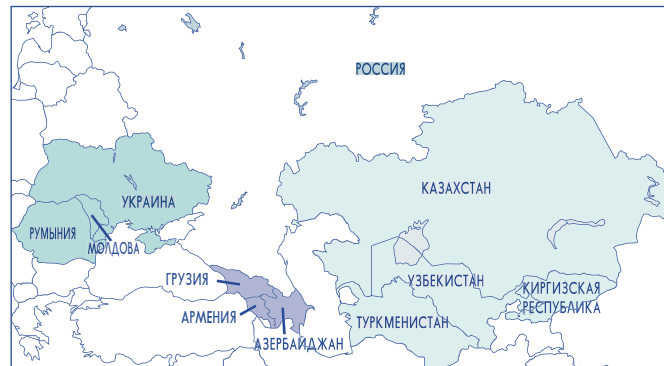 РОССИЯ
КАЗАХСТАН
УКРАИНА
РУМЫНИЯ
МОЛДОВА
ГРУЗИЯ
УЗБЕКИСТАН
КИРГИЗСКАЯ
РЕСПУБЛИКА
АРМЕНИЯ
ТУРКМЕНИСТАН
АЗЕРБАЙДЖАН